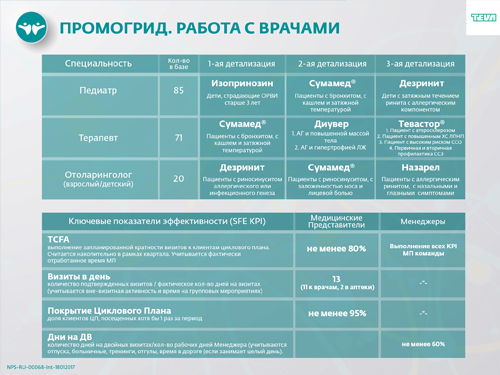 ПРОМОГРИД. РАБОТА С ВРАЧАМИ
TEVA
Специальность
Кол-во
в базе
1-ая детализация
2-ая детализация
3-ая детализация
Педиатр
85
Изопринозин
Дети, страдающие ОРВИ
старше 3 лет
Сумамед®
Пациенты с бронхитом, с
кашлем и затяжной
температурой
Дезринит
Дети с затяжным течением
ринита с аллергическим
компонентом
Терапевт
71
Сумамед®
Пациенты с бронхитом, с
кашлем и затяжной
температурой
Диувер
1. АГ и повышенной массой
тела
2. АГ и гипертрофией ЛЖ
Тевастор®
1. Пациент с атеросклерозом
2. Пациент с повышенным ХС ЛПНП
3. Пациент с высоким риском ССО
4. Первичная и вторичная
профилактика ССЗ
Отоларинголог
(взрослый/детский)
20
Дезринит
Пациенты с риносинуситом
аллергического или
инфекционного генеза
Сумамед®
Пациенты с риносинуситом, с
заложенностью носа и
лицевой болью
Назарел
Пациенты с аллергическим
ринитом, с назальными и
глазными симптомами
Ключевые показатели эффективности (SFE KPI)
Медицинские
Представители
Менеджеры
TCFA
выполнение запланированной кратности визитов к клиентам циклового плана.
Считается накопительно в рамках квартала. Учитывается фактически
отработанное время МП
не менее 80%
Выполнение всех KPI
МП команды
Визиты в день
количество подтвержденных визитов / фактическое кол-во дней на визитах
(учитывается вне-визитная активность и время на групповых мероприятиях)
13
(11 к врачам, 2 в аптеки)
-"-
Покрытие Циклового Плана
доля клиентов ЦП, посещенных хотя бы 1 раз за период
не менее 95%
-"-
Дни на ДВ
количество дней на двойных визитах/кол-во рабочих дней Менеджера (учитываются
отпуска, больничные, тренинги, отгулы, время в дороге (если занимает целый день).
не менее 60%
NPS-RU-00068-Int-18012017